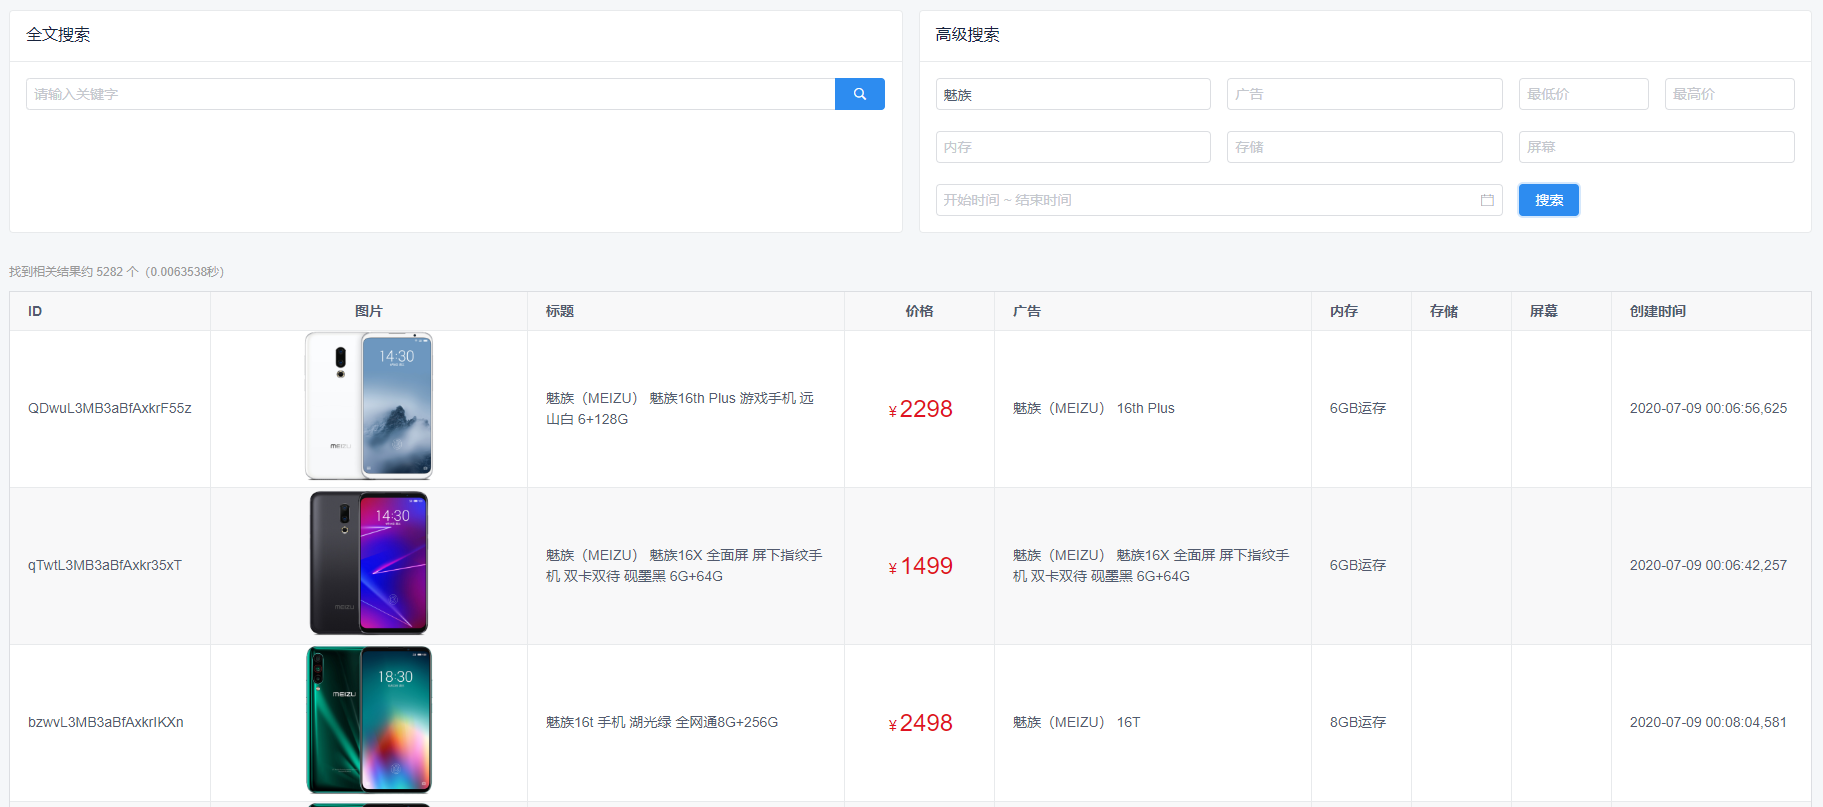 全文搜索
请输入关键字
高级搜索
魅族 广告 最低价 最高价
内存 存储 屏幕
开始时间 ~ 结束时间 搜索
找到相关结果约 5282 个（0.0063538秒）
ID 图片 标题 价格 广告 内存 存储 屏幕 创建时间
14:30
MEIZU
QDwuL3MB3aBfAxkrF55z
魅族（MEIZU） 魅族16th Plus 游戏手机 远
山白 6+128G
¥2298
魅族（MEIZU） 16th Plus
6GB运存
2020-07-09 00:06:56,625
14:30
MEIZU
qTwtL3MB3aBfAxkr35xT
魅族（MEIZU） 魅族16X 全面屏 屏下指纹手
机 双卡双待 砚墨黑 6G+64G
¥1499
魅族（MEIZU） 魅族16X 全面屏 屏下指纹手
机 双卡双待 砚墨黑 6G+64G
6GB运存
2020-07-09 00:06:42,257
18:30
MEIZU
bzwvL3MB3aBfAxkrIKXn
魅族16t 手机 湖光绿 全网通8G+256G
¥2498
魅族（MEIZU） 16T
8GB运存
2020-07-09 00:08:04,581